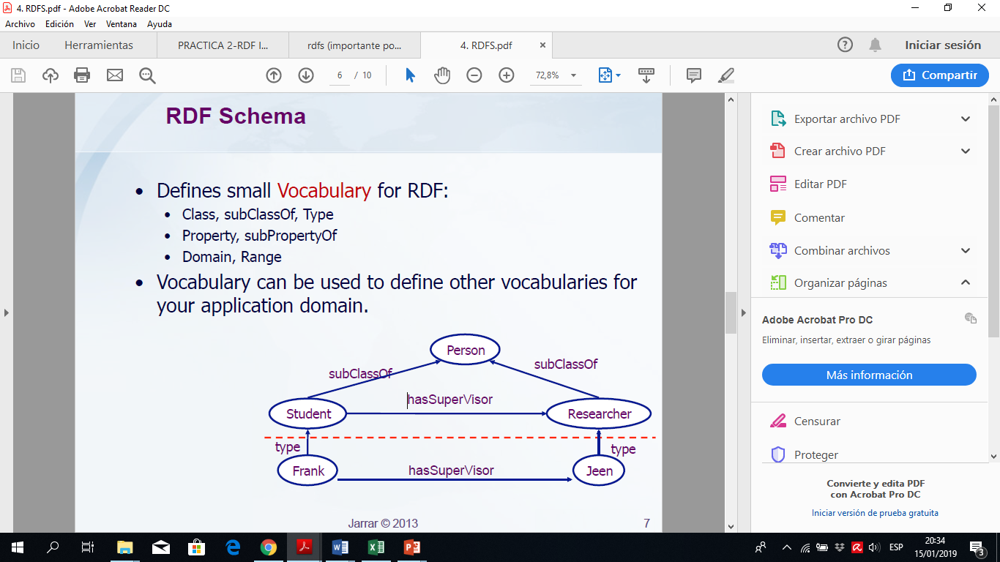 4. RDFS.pdf - Adobe Acrobat Reader DC
Archivo Edición Ver Ventana Ayuda
Inicio Herramientas PRACTICA 2-RDF I... rdfs (importante po... 4. RDFS.pdf × Iniciar sesión
6 / 10 72,8% Compartir
RDF Schema
• Defines small Vocabulary for RDF:
• Class, subClassOf, Type
• Property, subPropertyOf
• Domain, Range
• Vocabulary can be used to define other vocabularies for
your application domain.
Person
subClassOf subClassOf
hasSuperVisor
Student Researcher
type type
Frank hasSuperVisor Jeen
Jarrar © 2013 7
Exportar archivo PDF
Crear archivo PDF
Editar PDF
Comentar
Combinar archivos
Organizar páginas
Adobe Acrobat Pro DC
Eliminar, insertar, extraer o girar páginas
Más información
Censurar
Proteger
Convierte y edita PDF
con Acrobat Pro DC
Iniciar versión de prueba gratuita
ESP 20:34
15/01/2019 3